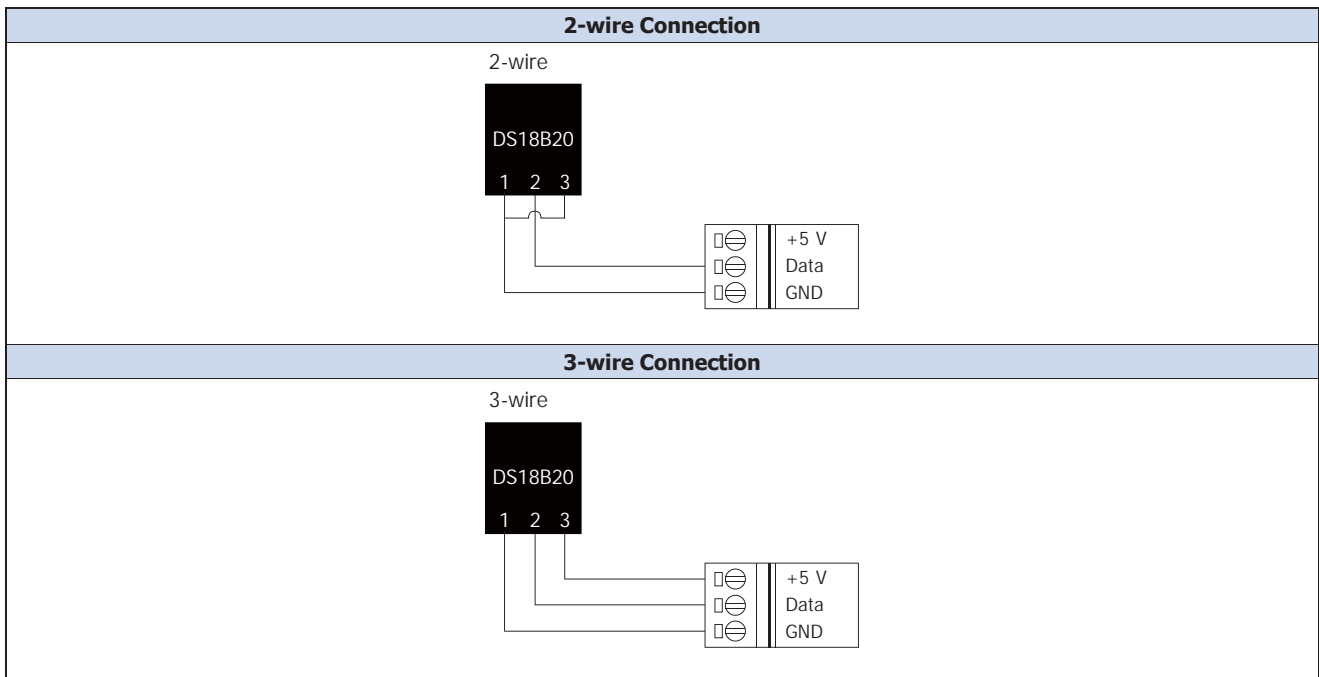 2-wire Connection
2-wire
DS18B20
1 2 3
+5 V
Data
GND
3-wire Connection
3-wire
DS18B20
1 2 3
+5 V
Data
GND